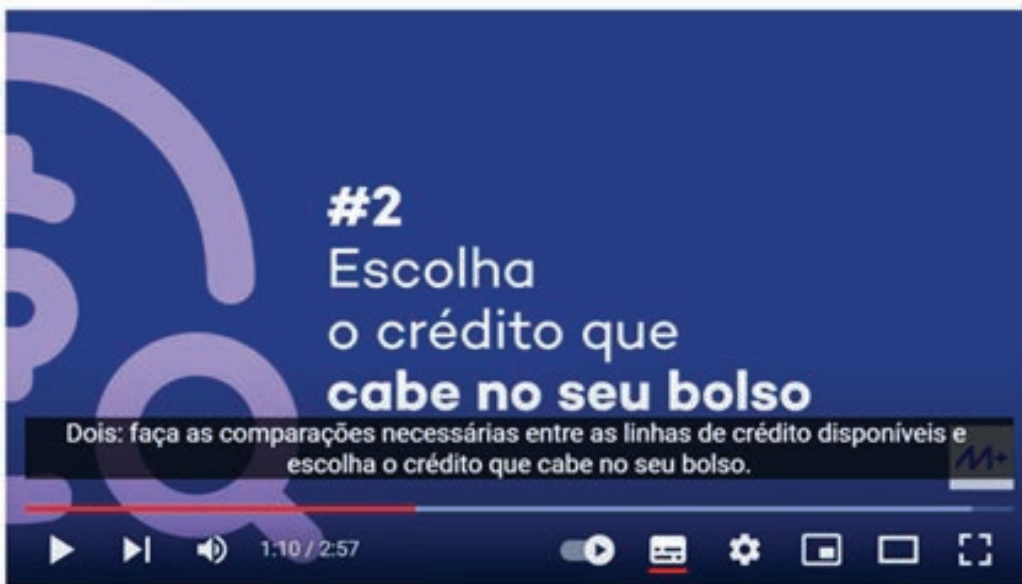 #2
Escolha
o crédito que
cabe no seu bolso
Dois: faça as comparações necessárias entre as linhas de crédito disponíveis e
escolha o crédito que cabe no seu bolso.
M+
1:10 / 2:57